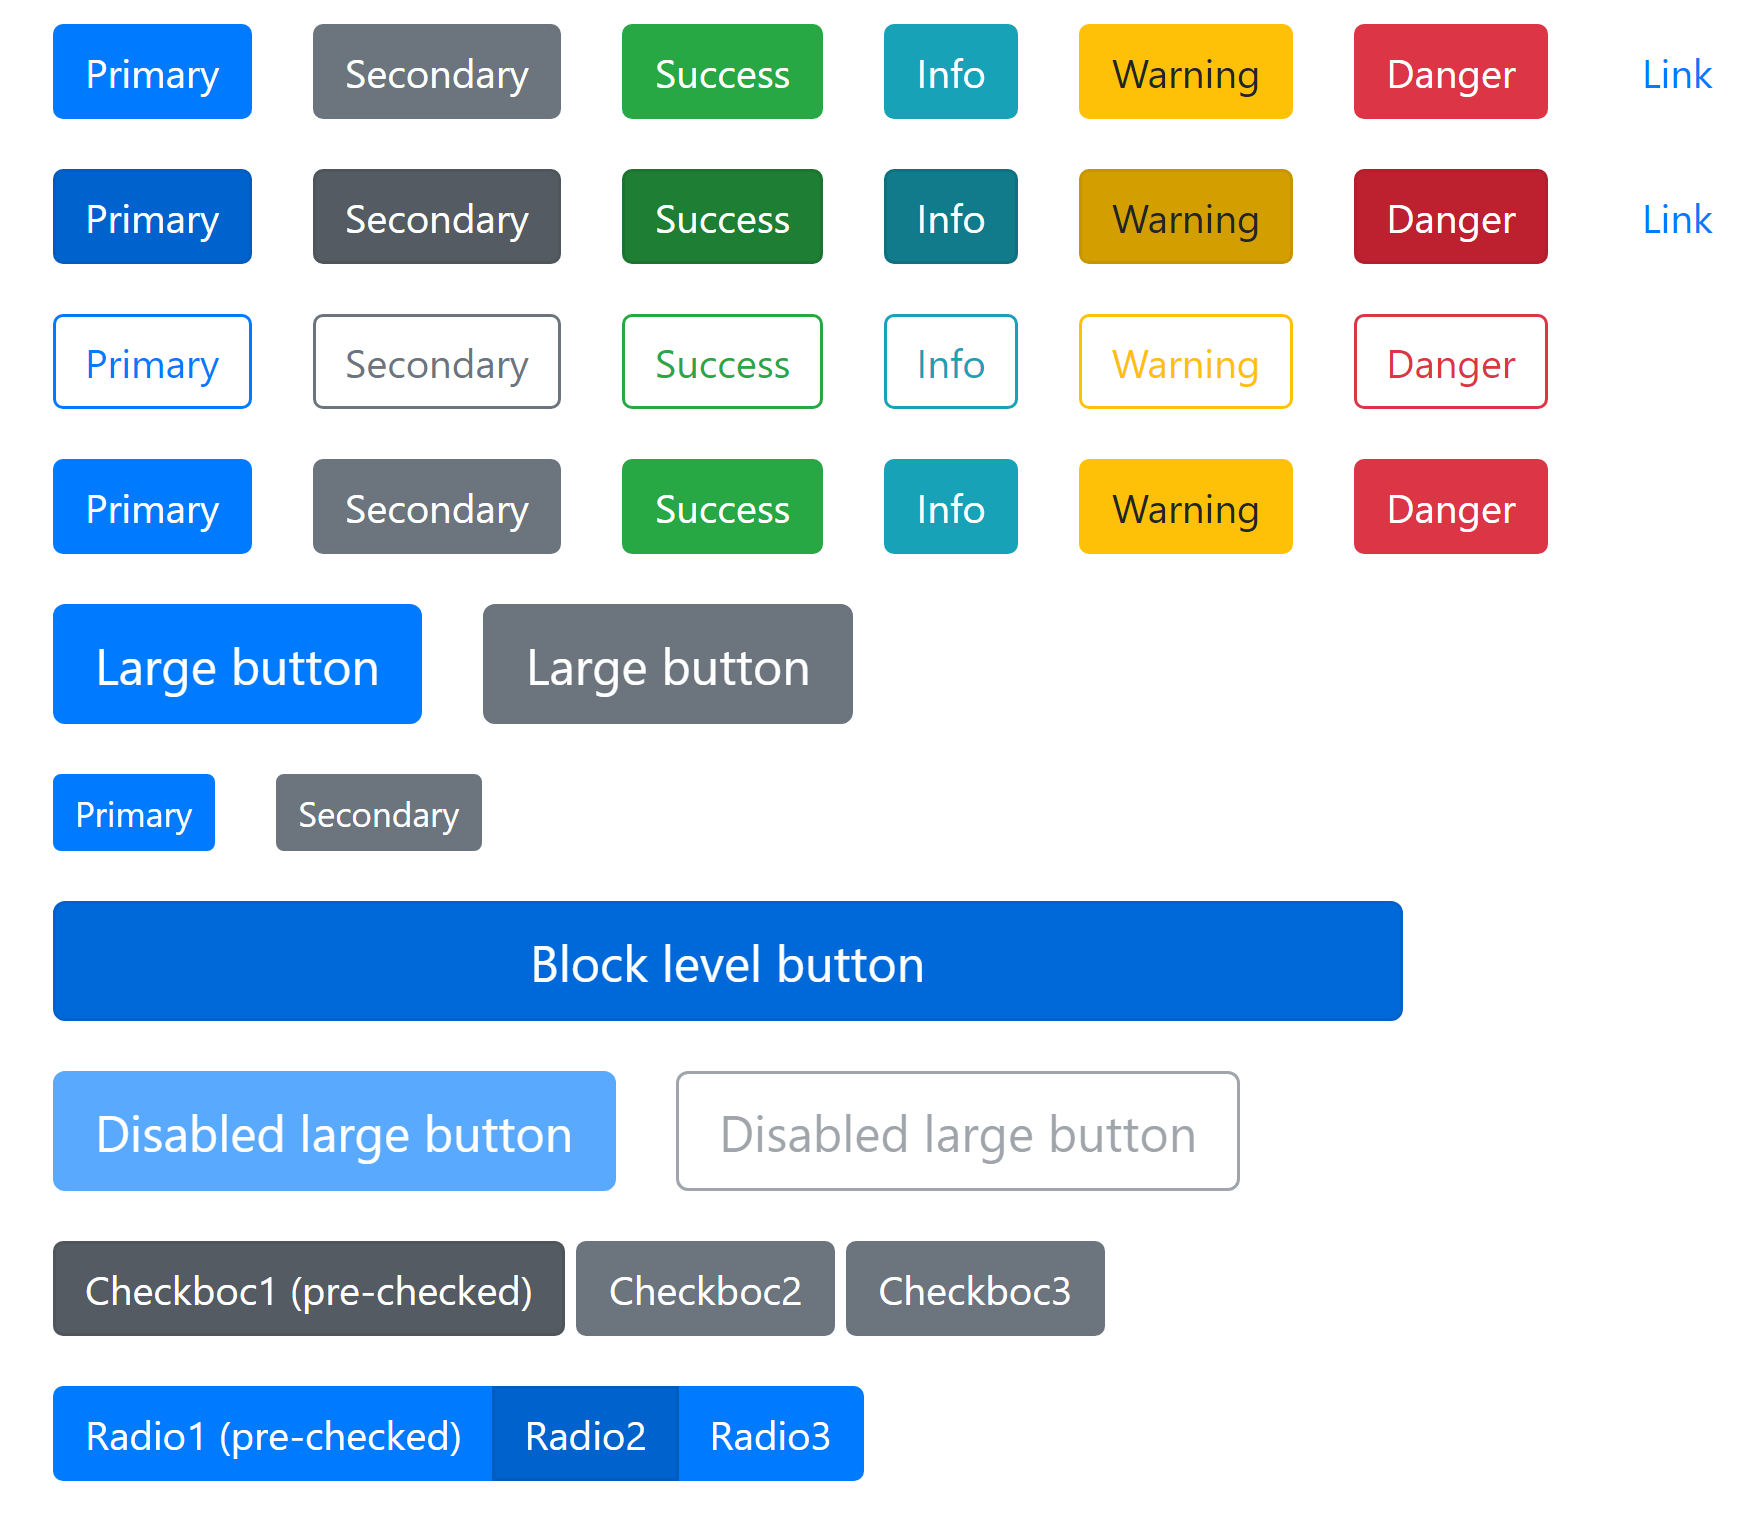 Primary Secondary Success Info Warning Danger Link
Primary Secondary Success Info Warning Danger Link
Primary Secondary Success Info Warning Danger
Primary Secondary Success Info Warning Danger
Large button Large button
Primary Secondary
Block level button
Disabled large button Disabled large button
Checkboc1 (pre-checked) Checkboc2 Checkboc3
Radio1 (pre-checked) Radio2 Radio3